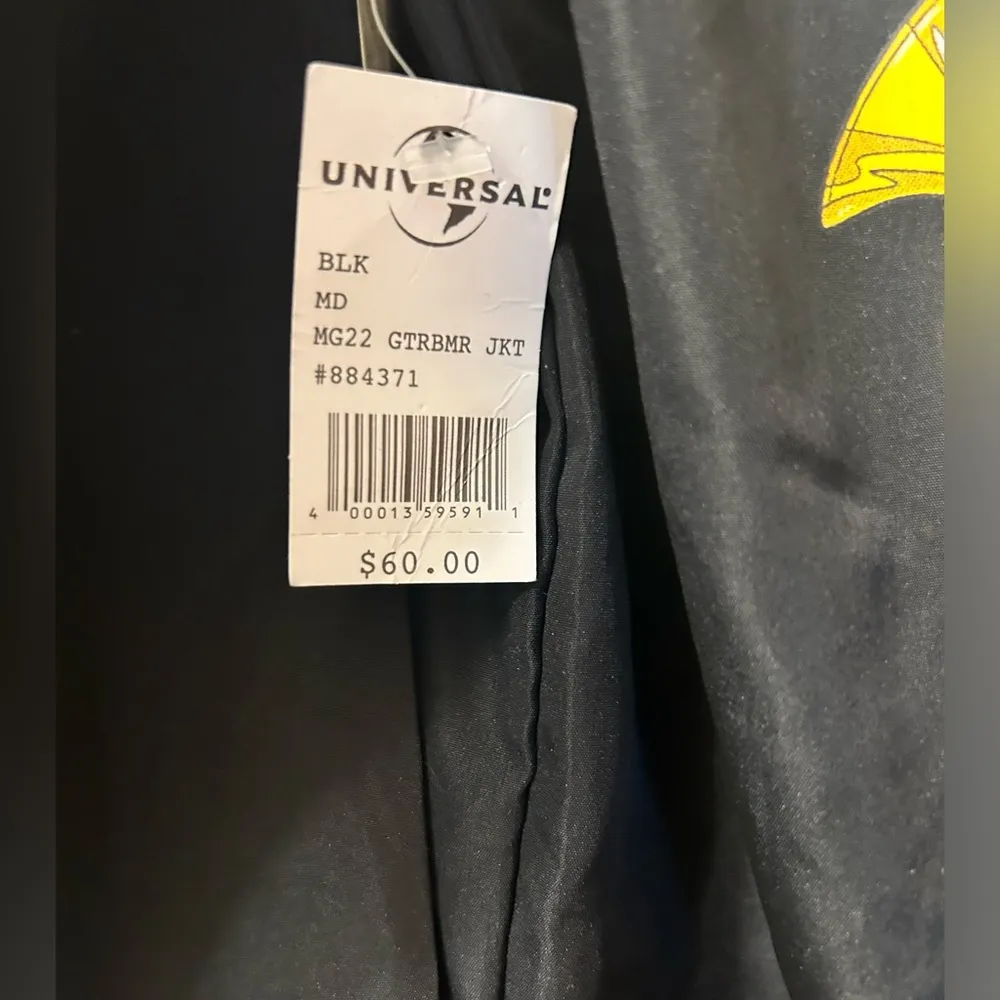 UNIVERSAL
BLK
MD
MG22 GTRBMR JKT
#884371
4 00013 59591 1
$60.00